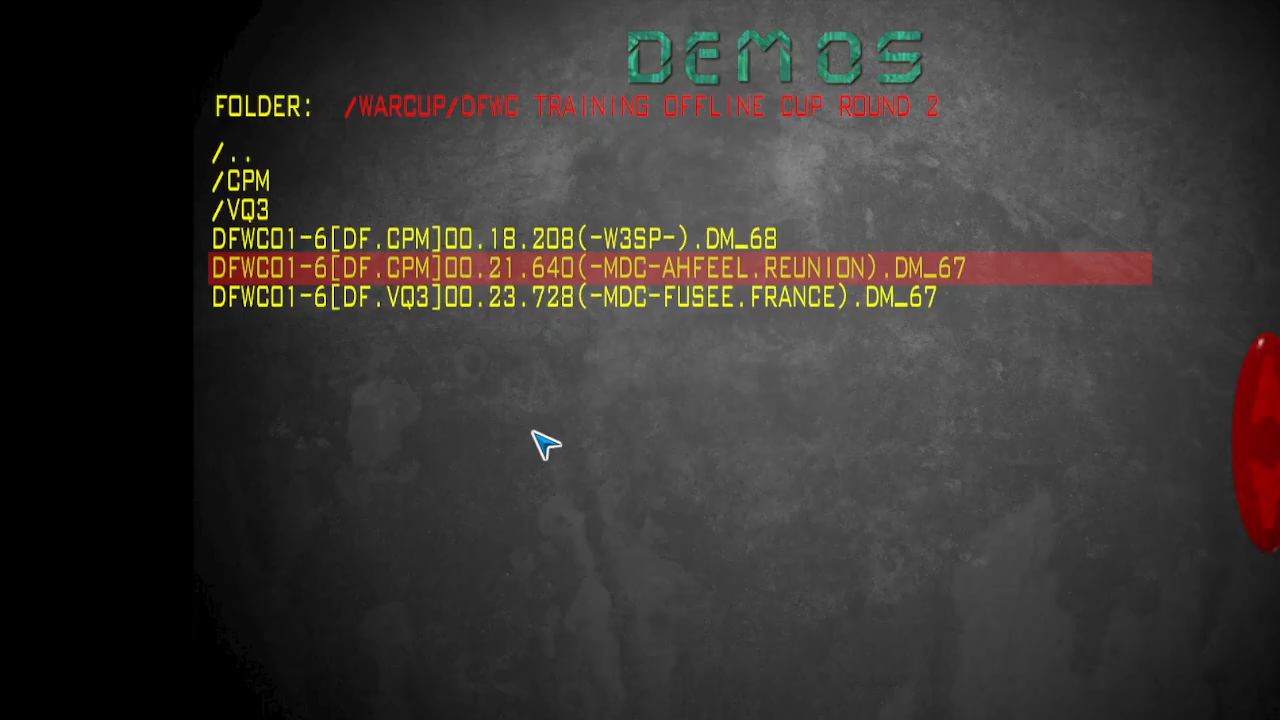 DEMOS
FOLDER: /WARCUP/DFWC TRAINING OFFLINE CUP ROUND 2
/..
/CPM
/VQ3
DFWC01-6[DF.CPM]00.18.208(-W3SP-).DM_68
DFWC01-6[DF.CPM]00.21.640(-MDC-AHFEEL.REUNION).DM_67
DFWC01-6[DF.VQ3]00.23.728(-MDC-FUSEE.FRANCE).DM_67